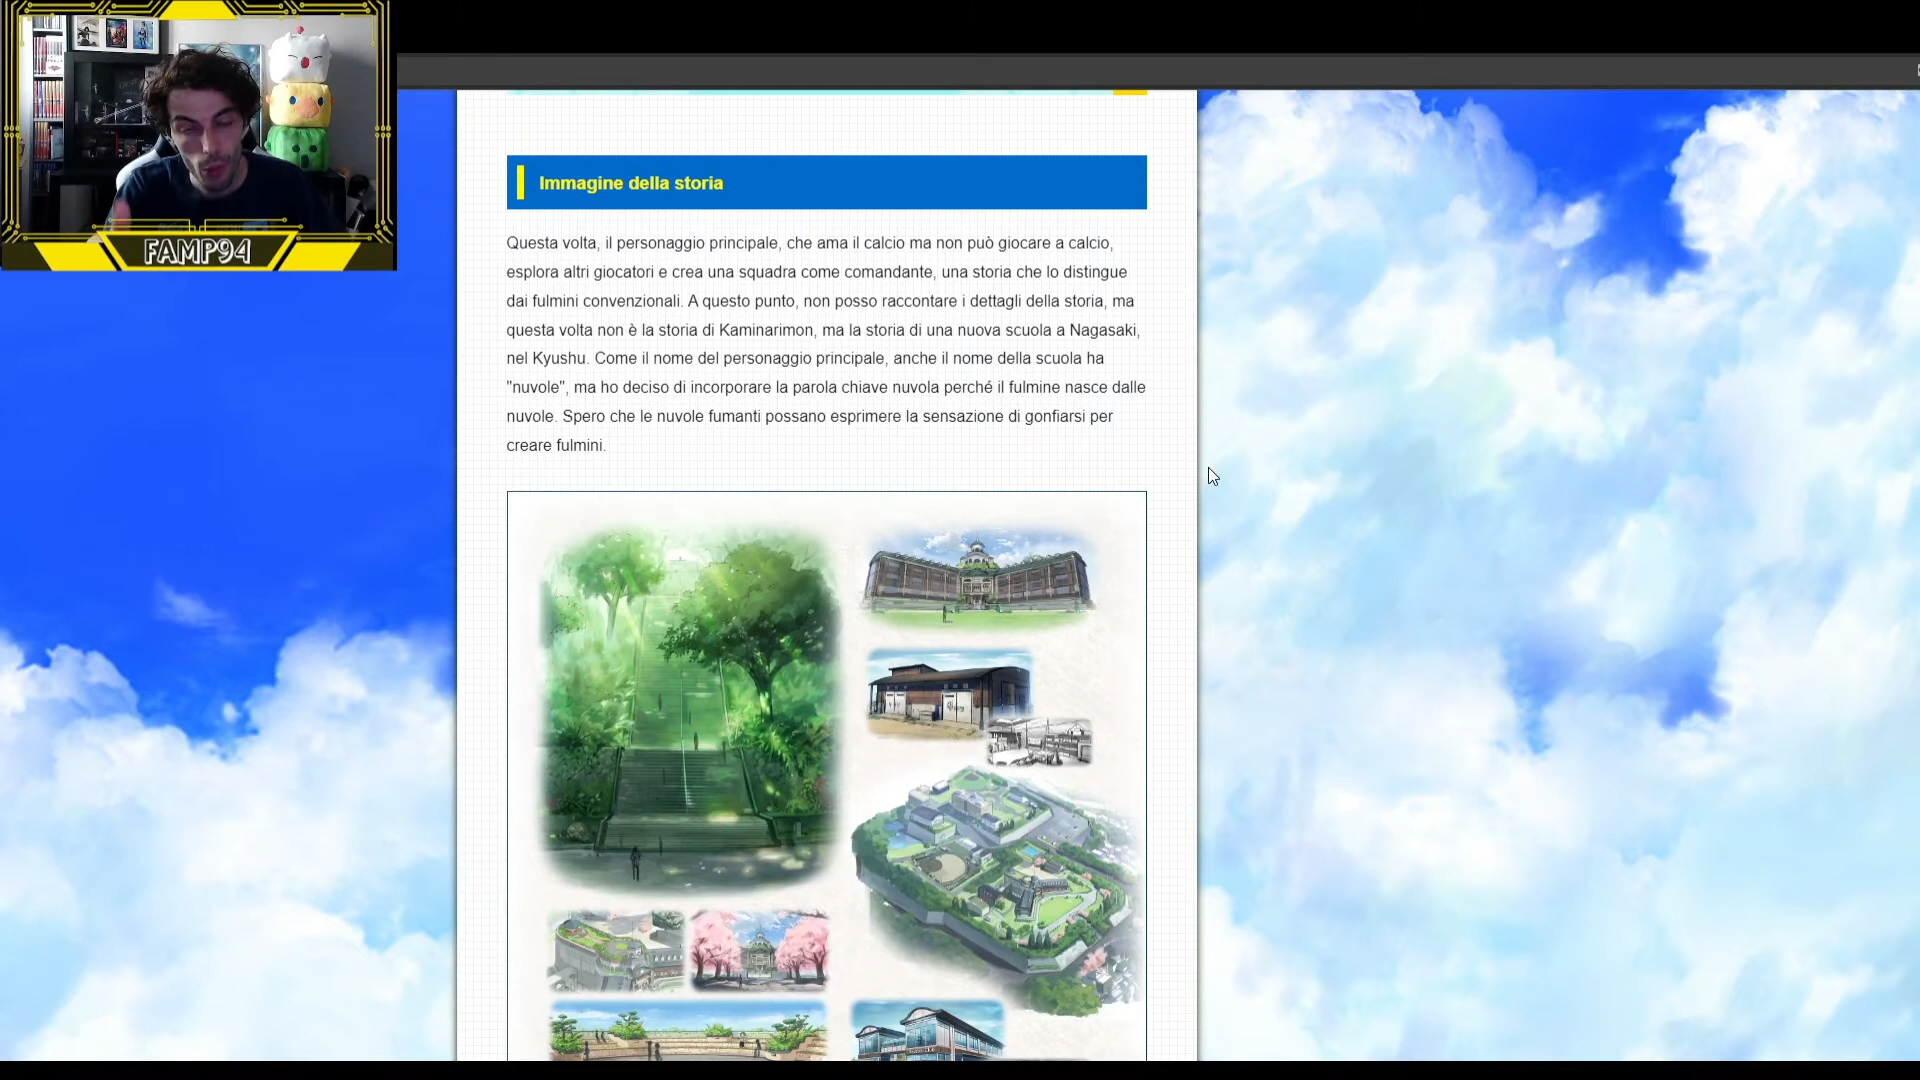 FAMP94
Immagine della storia
Questa volta, il personaggio principale, che ama il calcio ma non può giocare a calcio,
esplora altri giocatori e crea una squadra come comandante, una storia che lo distingue
dai fulmini convenzionali. A questo punto, non posso raccontare i dettagli della storia, ma
questa volta non è la storia di Kaminarimon, ma la storia di una nuova scuola a Nagasaki,
nel Kyushu. Come il nome del personaggio principale, anche il nome della scuola ha
"nuvole", ma ho deciso di incorporare la parola chiave nuvola perché il fulmine nasce dalle
nuvole. Spero che le nuvole fumanti possano esprimere la sensazione di gonfiarsi per
creare fulmini.